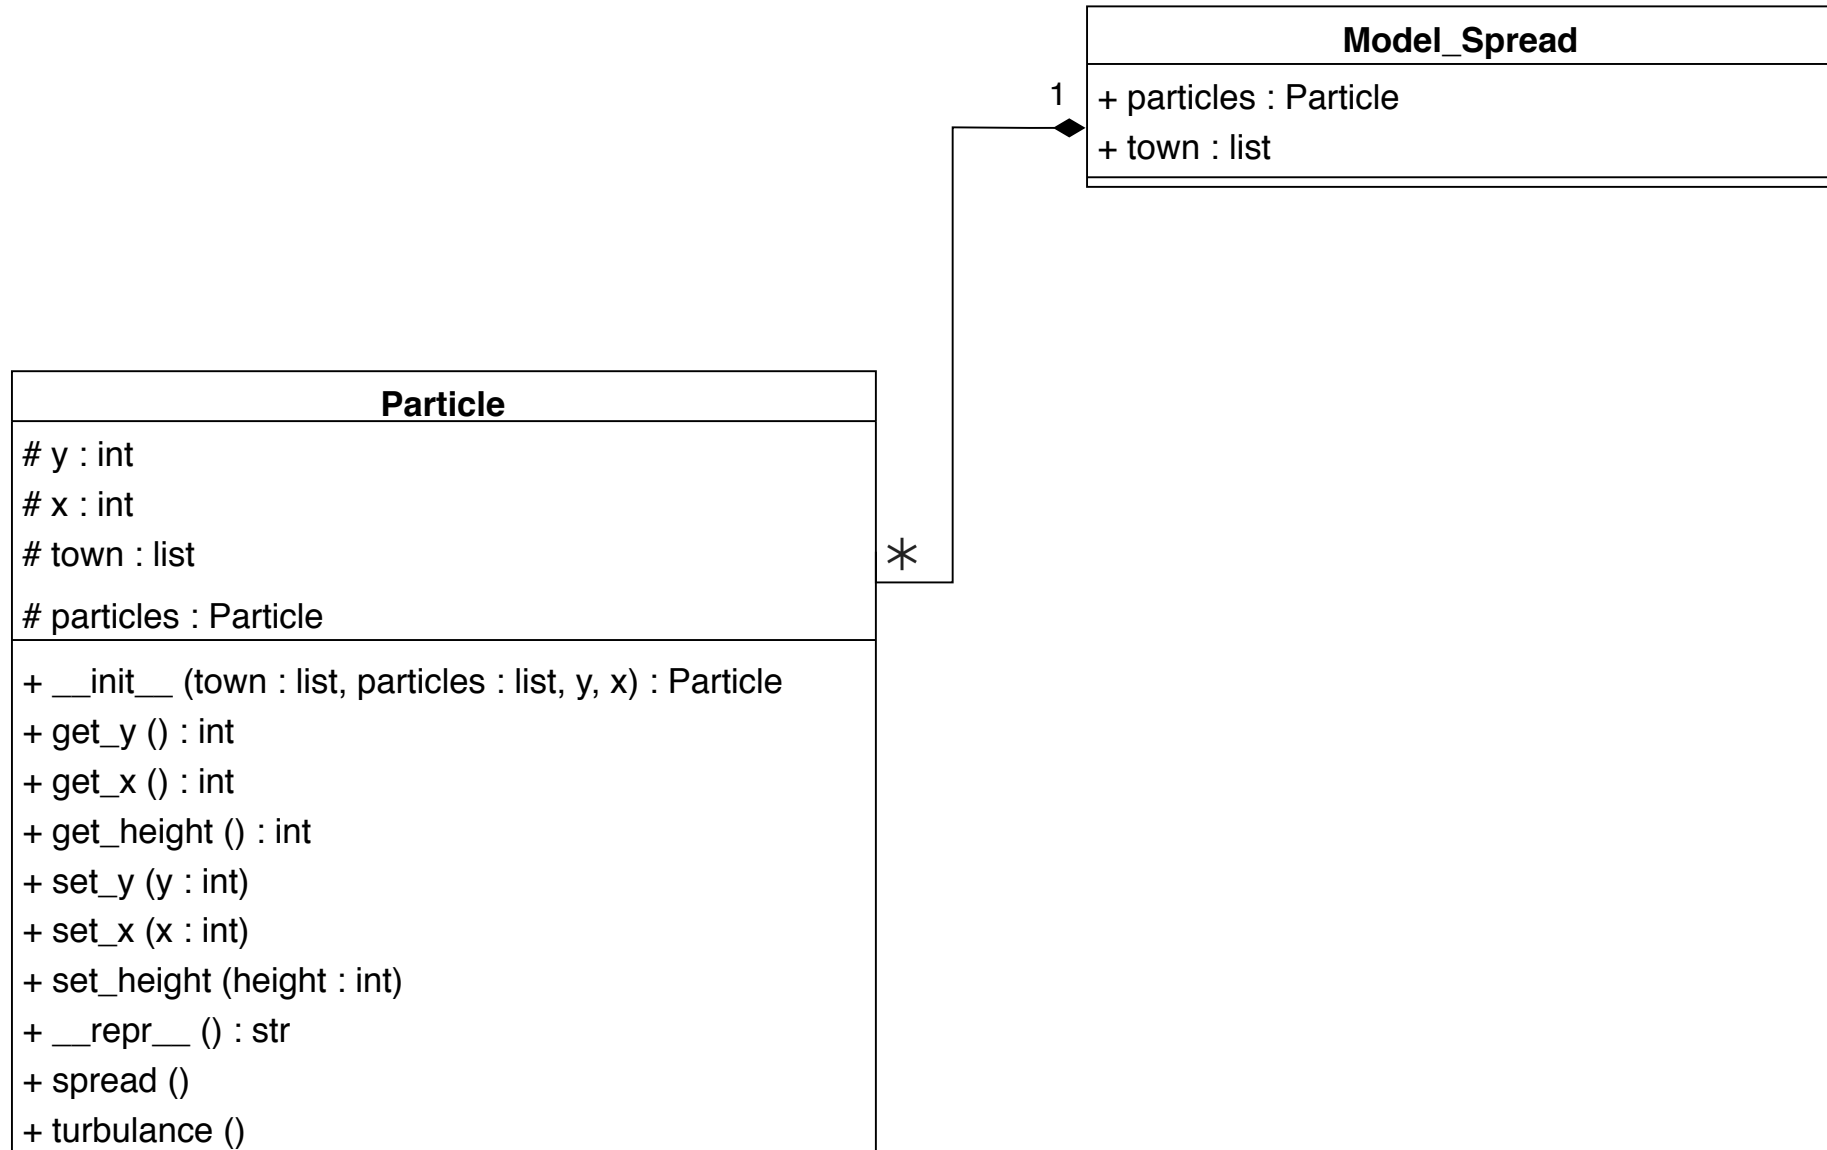 Model_Spread
1
+ particles : Particle
+ town : list
Particle
# y : int
# x : int
# town : list
*
# particles : Particle
+ __init__ (town : list, particles : list, y, x) : Particle
+ get_y () : int
+ get_x () : int
+ get_height () : int
+ set_y (y : int)
+ set_x (x : int)
+ set_height (height : int)
+ __repr__ () : str
+ spread ()
+ turbulance ()